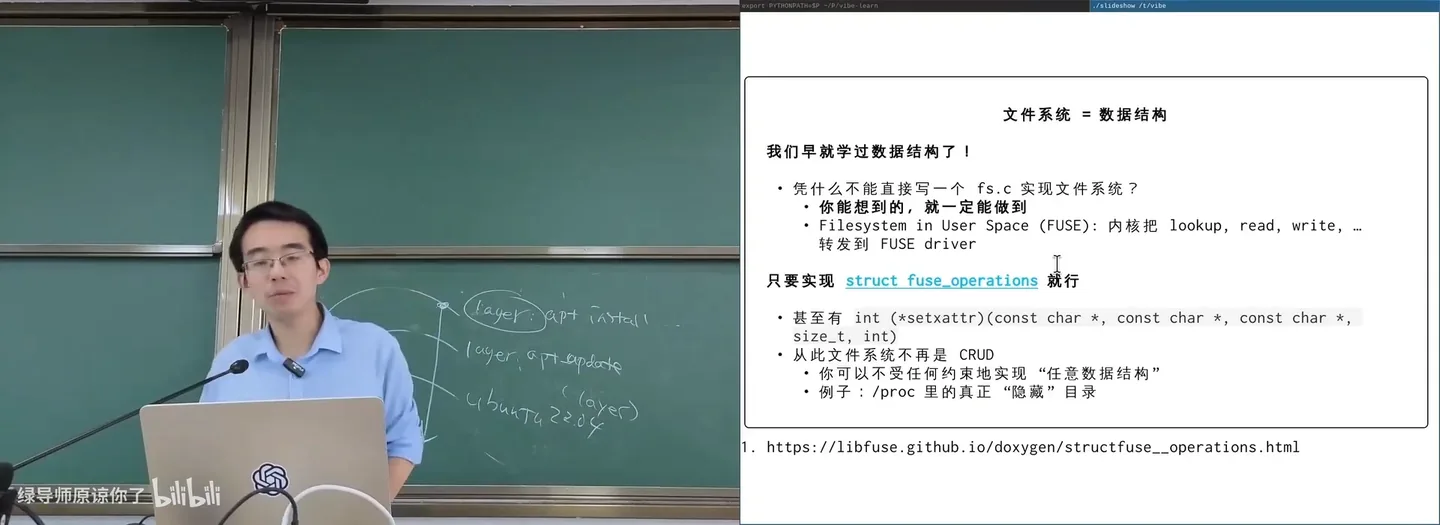 layer: apt install ...
layer: apt update
(layer)
ubuntu 22.04
绿导师原谅你了 bilibili
export PYTHONPATH=$P ~/P/vibe-learn
./slideshow /t/vibe
文件系统 = 数据结构
我们早就学过数据结构了！
• 凭什么不能直接写一个 fs.c 实现文件系统？
• 你能想到的, 就一定能做到
• Filesystem in User Space (FUSE): 内核把 lookup, read, write, …
转发到 FUSE driver
只要实现 struct fuse_operations 就行
• 甚至有 int (*setxattr)(const char *, const char *, const char *,
size_t, int)
• 从此文件系统不再是 CRUD
• 你可以不受任何约束地实现 “任意数据结构”
• 例子：/proc 里的真正 “隐藏” 目录
1. https://libfuse.github.io/doxygen/structfuse__operations.html